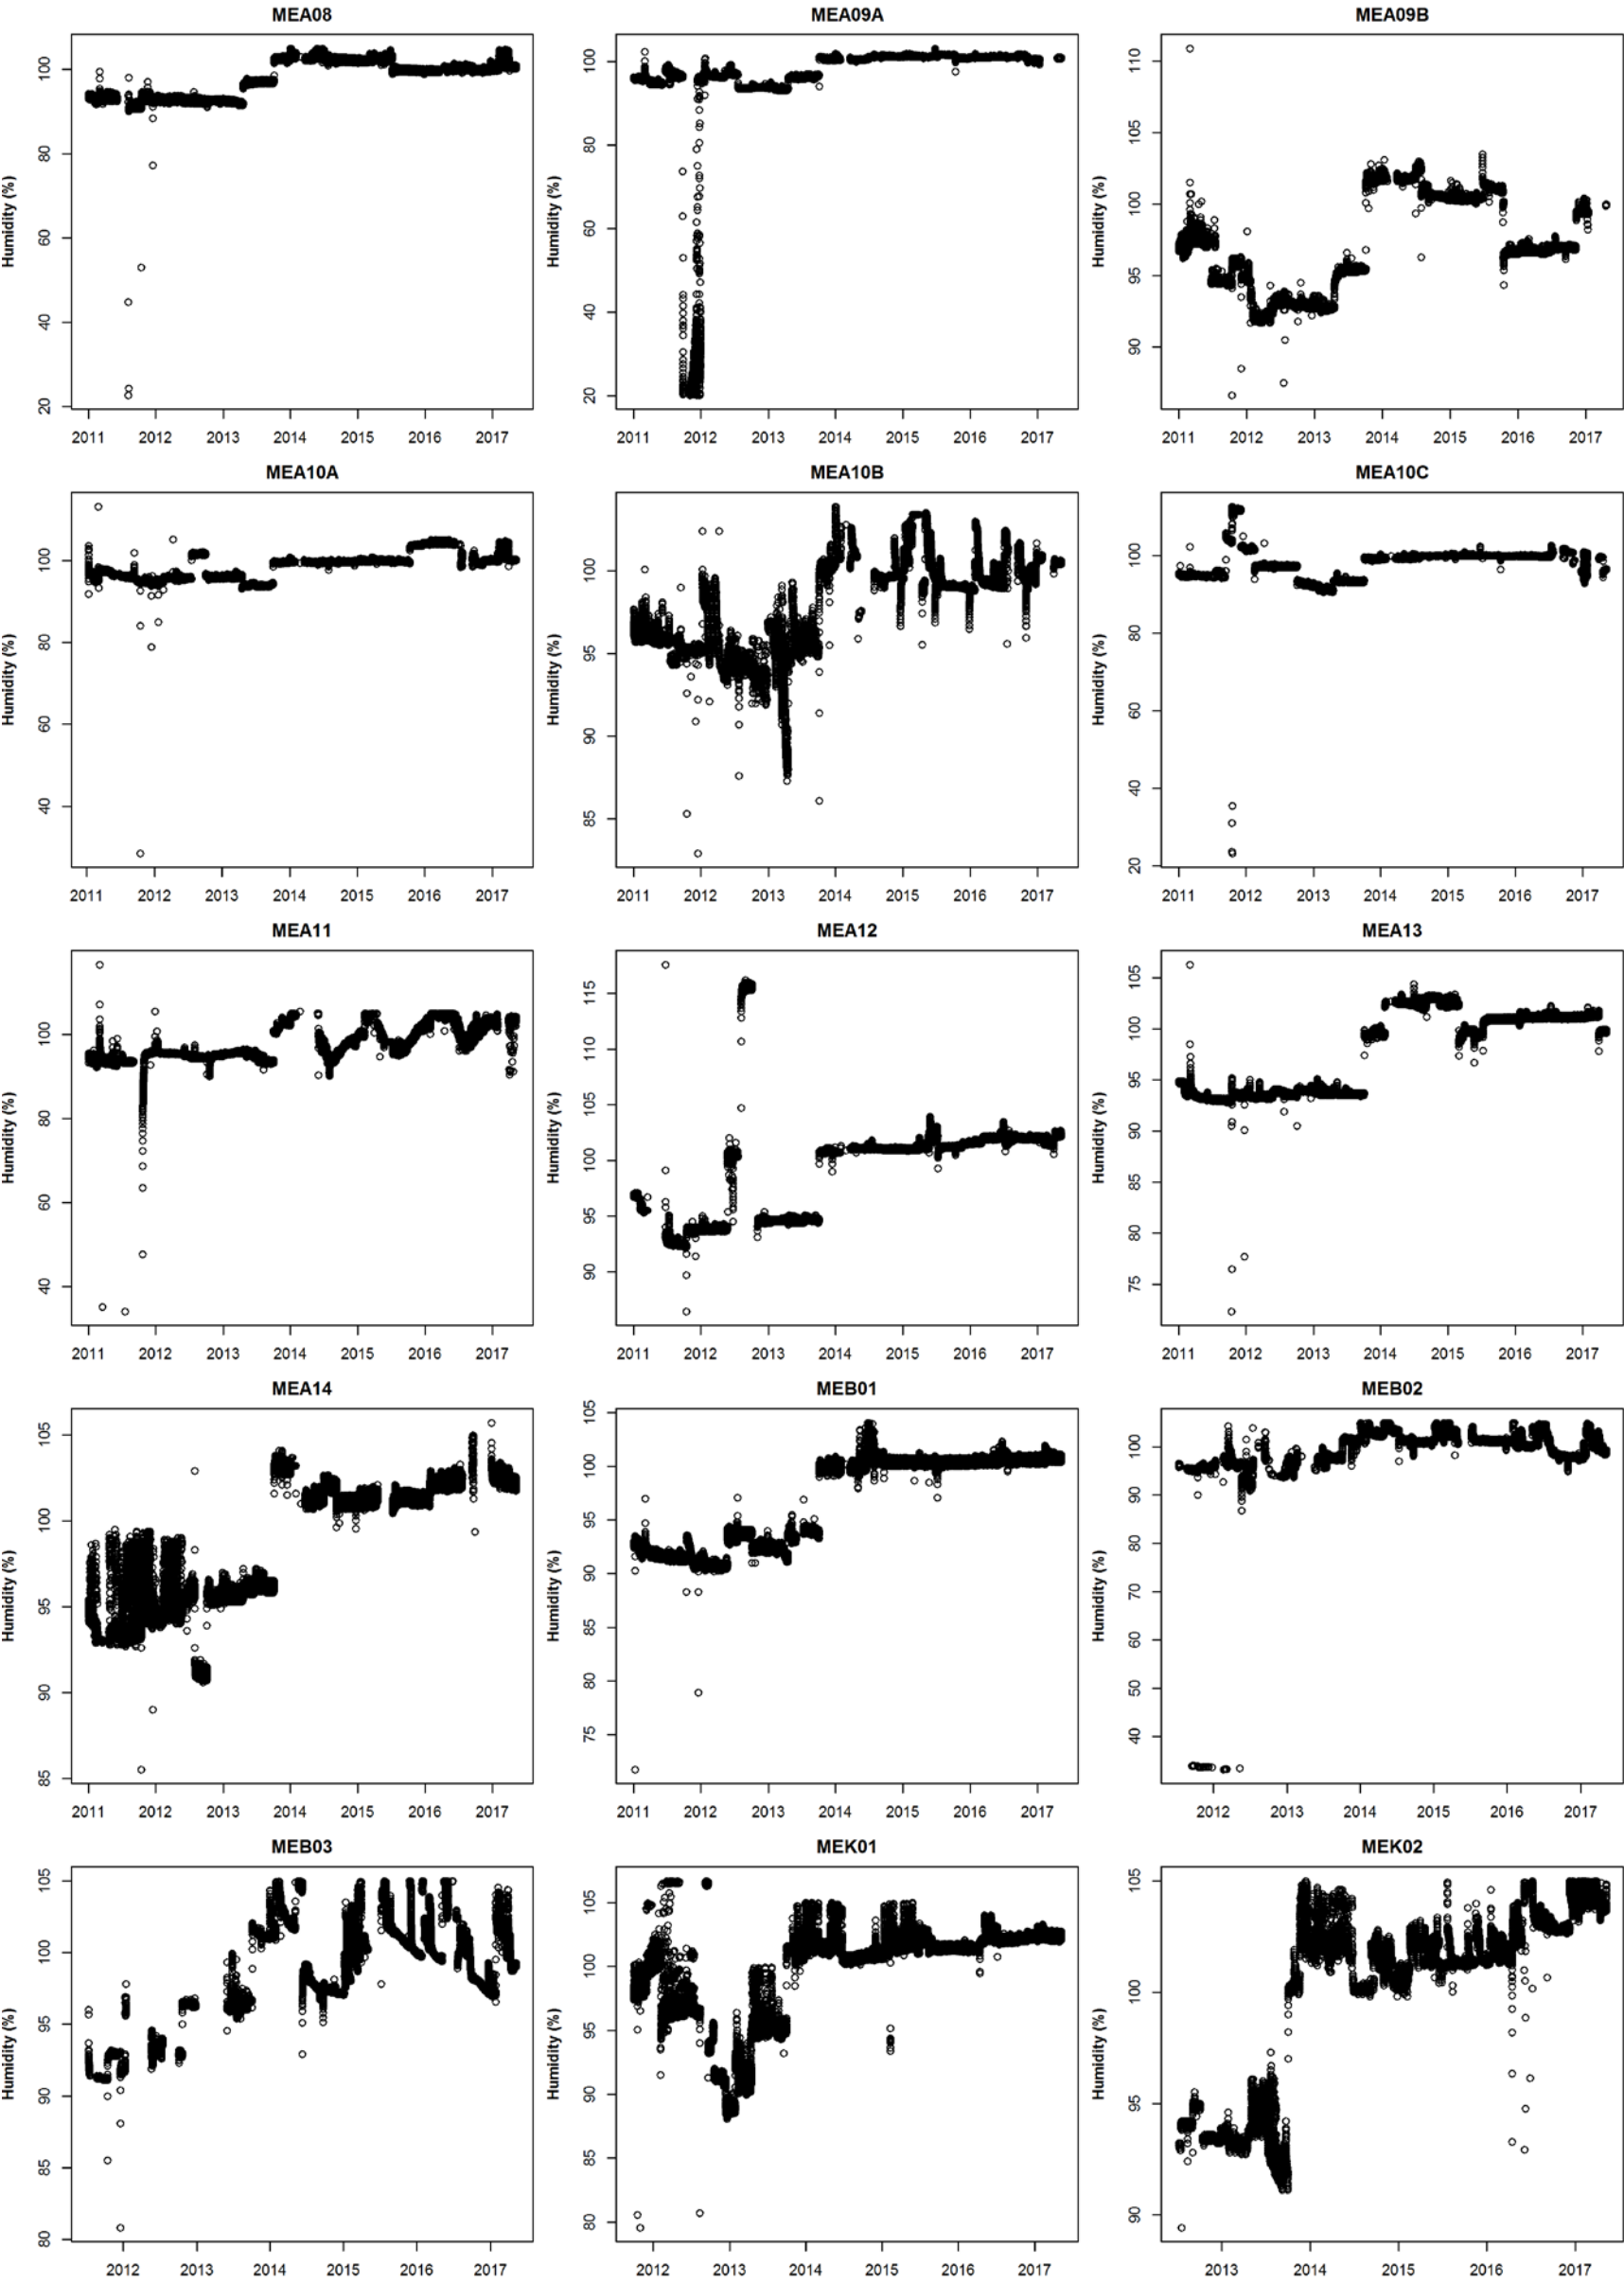 MEA08 MEA09A MEA09B
Humidity (%) 20 40 60 80 100
Humidity (%) 20 40 60 80 100
Humidity (%) 90 95 100 105 110
2011 2012 2013 2014 2015 2016 2017 2011 2012 2013 2014 2015 2016 2017 2011 2012 2013 2014 2015 2016 2017
MEA10A MEA10B MEA10C
Humidity (%) 40 60 80 100
Humidity (%) 85 90 95 100
Humidity (%) 20 40 60 80 100
2011 2012 2013 2014 2015 2016 2017 2011 2012 2013 2014 2015 2016 2017 2011 2012 2013 2014 2015 2016 2017
MEA11 MEA12 MEA13
Humidity (%) 40 60 80 100
Humidity (%) 90 95 100 105 110 115
Humidity (%) 75 80 85 90 95 100 105
2011 2012 2013 2014 2015 2016 2017 2011 2012 2013 2014 2015 2016 2017 2011 2012 2013 2014 2015 2016 2017
MEA14 MEB01 MEB02
Humidity (%) 85 90 95 100 105
Humidity (%) 75 80 85 90 95 100 105
Humidity (%) 40 50 60 70 80 90 100
2011 2012 2013 2014 2015 2016 2017 2011 2012 2013 2014 2015 2016 2017 2012 2013 2014 2015 2016 2017
MEB03 MEK01 MEK02
Humidity (%) 80 85 90 95 100 105
Humidity (%) 80 85 90 95 100 105
Humidity (%) 90 95 100 105
2012 2013 2014 2015 2016 2017 2012 2013 2014 2015 2016 2017 2013 2014 2015 2016 2017